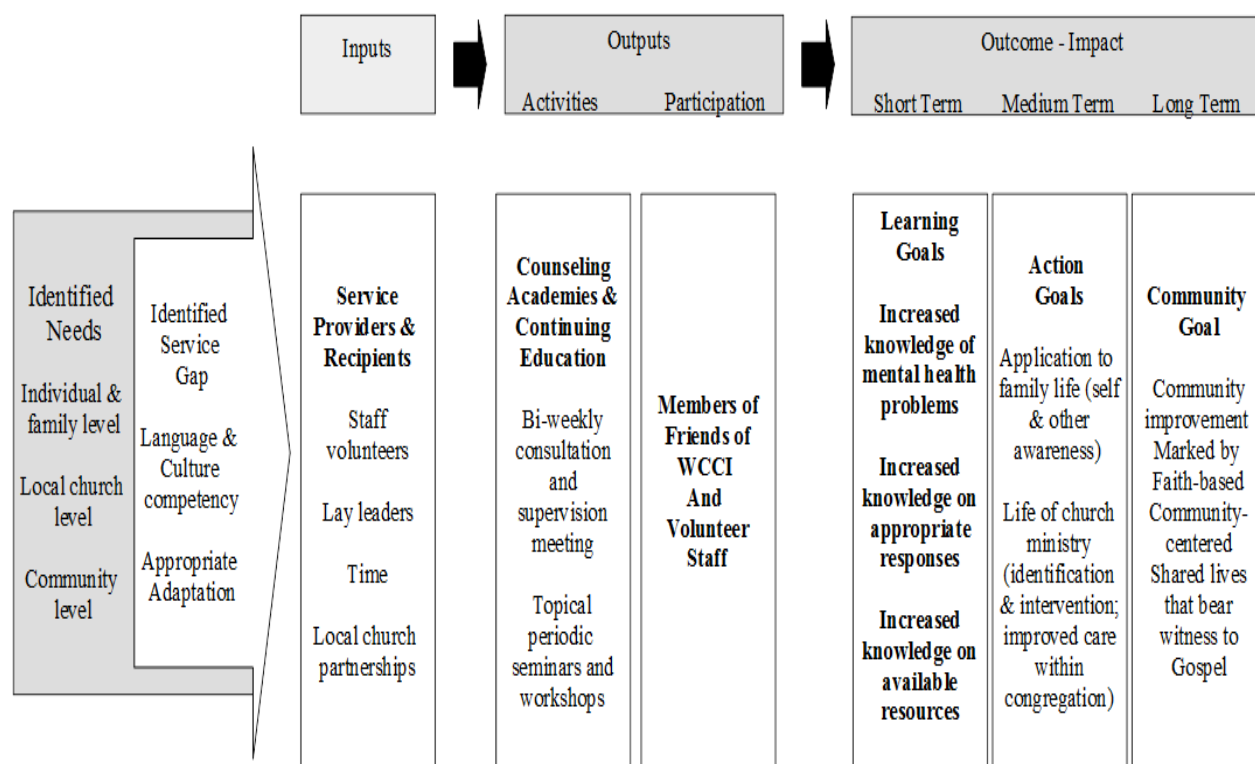 Inputs
Outputs
Activities Participation
Outcome - Impact
Short Term Medium Term Long Term
Identified
Needs
Individual &
family level
Local church
level
Community
level
Identified
Service
Gap
Language &
Culture
competency
Appropriate
Adaptation
Service
Providers &
Recipients
Staff
volunteers
Lay leaders
Time
Local church
partnerships
Counseling
Academies &
Continuing
Education
Bi-weekly
consultation
and
supervision
meeting
Topical
periodic
seminars and
workshops
Members of
Friends of
WCCI
And
Volunteer
Staff
Learning
Goals
Increased
knowledge of
mental health
problems
Increased
knowledge on
appropriate
responses
Increased
knowledge on
available
resources
Action
Goals
Application to
family life (self
& other
awareness)
Life of church
ministry
(identification
& intervention;
improved care
within
congregation)
Community
Goal
Community
improvement
Marked by
Faith-based
Community-
centered
Shared lives
that bear
witness to
Gospel